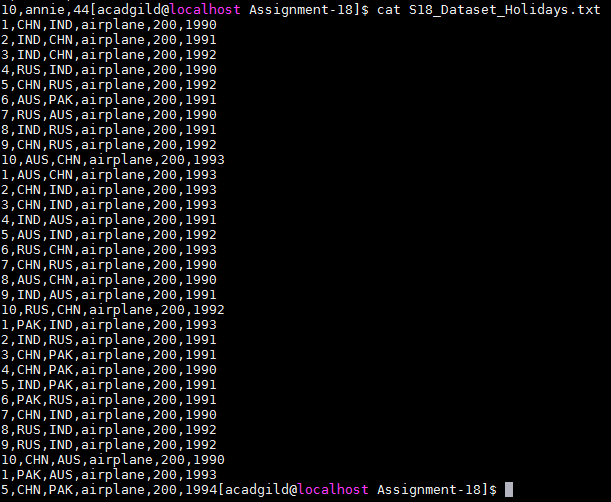 10,annie,44[acadgild@localhost Assignment-18]$ cat S18_Dataset_Holidays.txt
1,CHN,IND,airplane,200,1990
2,IND,CHN,airplane,200,1991
3,IND,CHN,airplane,200,1992
4,RUS,IND,airplane,200,1990
5,CHN,RUS,airplane,200,1992
6,AUS,PAK,airplane,200,1991
7,RUS,AUS,airplane,200,1990
8,IND,RUS,airplane,200,1991
9,CHN,RUS,airplane,200,1992
10,AUS,CHN,airplane,200,1993
1,AUS,CHN,airplane,200,1993
2,CHN,IND,airplane,200,1993
3,CHN,IND,airplane,200,1993
4,IND,AUS,airplane,200,1991
5,AUS,IND,airplane,200,1992
6,RUS,CHN,airplane,200,1993
7,CHN,RUS,airplane,200,1990
8,AUS,CHN,airplane,200,1990
9,IND,AUS,airplane,200,1991
10,RUS,CHN,airplane,200,1992
1,PAK,IND,airplane,200,1993
2,IND,RUS,airplane,200,1991
3,CHN,PAK,airplane,200,1991
4,CHN,PAK,airplane,200,1990
5,IND,PAK,airplane,200,1991
6,PAK,RUS,airplane,200,1991
7,CHN,IND,airplane,200,1990
8,RUS,IND,airplane,200,1992
9,RUS,IND,airplane,200,1992
10,CHN,AUS,airplane,200,1990
1,PAK,AUS,airplane,200,1993
5,CHN,PAK,airplane,200,1994[acadgild@localhost Assignment-18]$